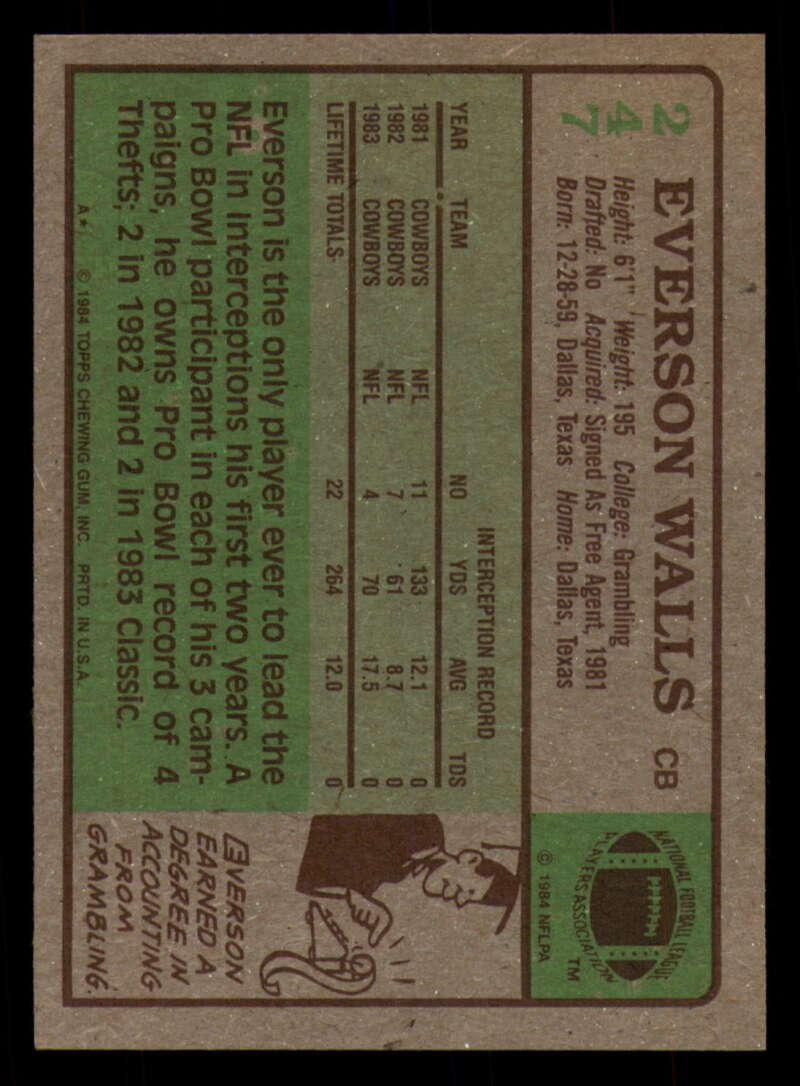 247
EVERSON WALLS CB
Height: 6'1" Weight: 195 College: Grambling
Drafted: No Acquired: Signed As Free Agent, 1981
Born: 12-28-59, Dallas, Texas Home: Dallas, Texas
NATIONAL FOOTBALL LEAGUE
PLAYERS ASSOCIATION
TM
© 1984 NFLPA
INTERCEPTION RECORD
YEAR TEAM NO YDS AVG TDS
1981 COWBOYS NFL 11 133 12.1 0
1982 COWBOYS NFL 7 61 8.7 0
1983 COWBOYS NFL 4 70 17.5 0
LIFETIME TOTALS 22 264 12.0 0
Everson is the only player ever to lead the
NFL in Interceptions his first two years. A
Pro Bowl participant in each of his 3 cam-
paigns, he owns Pro Bowl record of 4
Thefts; 2 in 1982 and 2 in 1983 Classic.
A* © 1984 TOPPS CHEWING GUM, INC. PRTD. IN U.S.A.
EVERSON
EARNED A
DEGREE IN
ACCOUNTING
FROM
GRAMBLING.